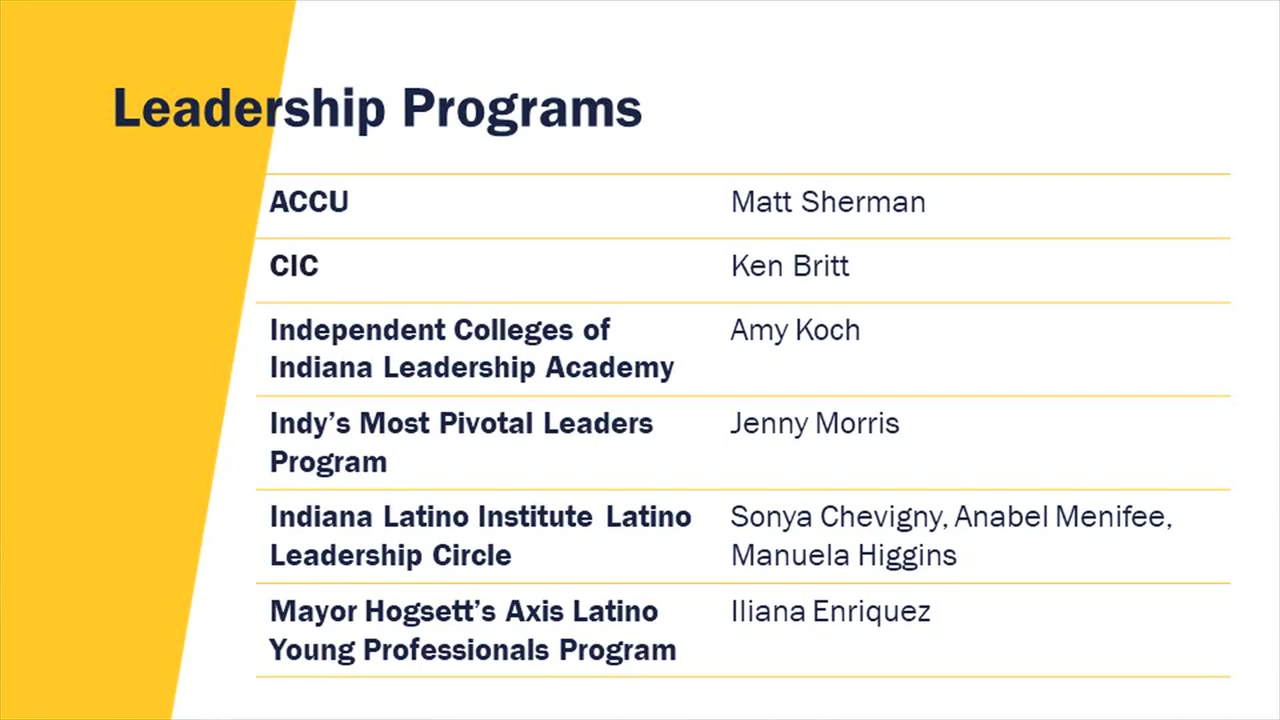 Leadership Programs
ACCU Matt Sherman
CIC Ken Britt
Independent Colleges of Amy Koch
Indiana Leadership Academy
Indy’s Most Pivotal Leaders Jenny Morris
Program
Indiana Latino Institute Latino Sonya Chevigny, Anabel Menifee,
Leadership Circle Manuela Higgins
Mayor Hogsett’s Axis Latino Iliana Enriquez
Young Professionals Program